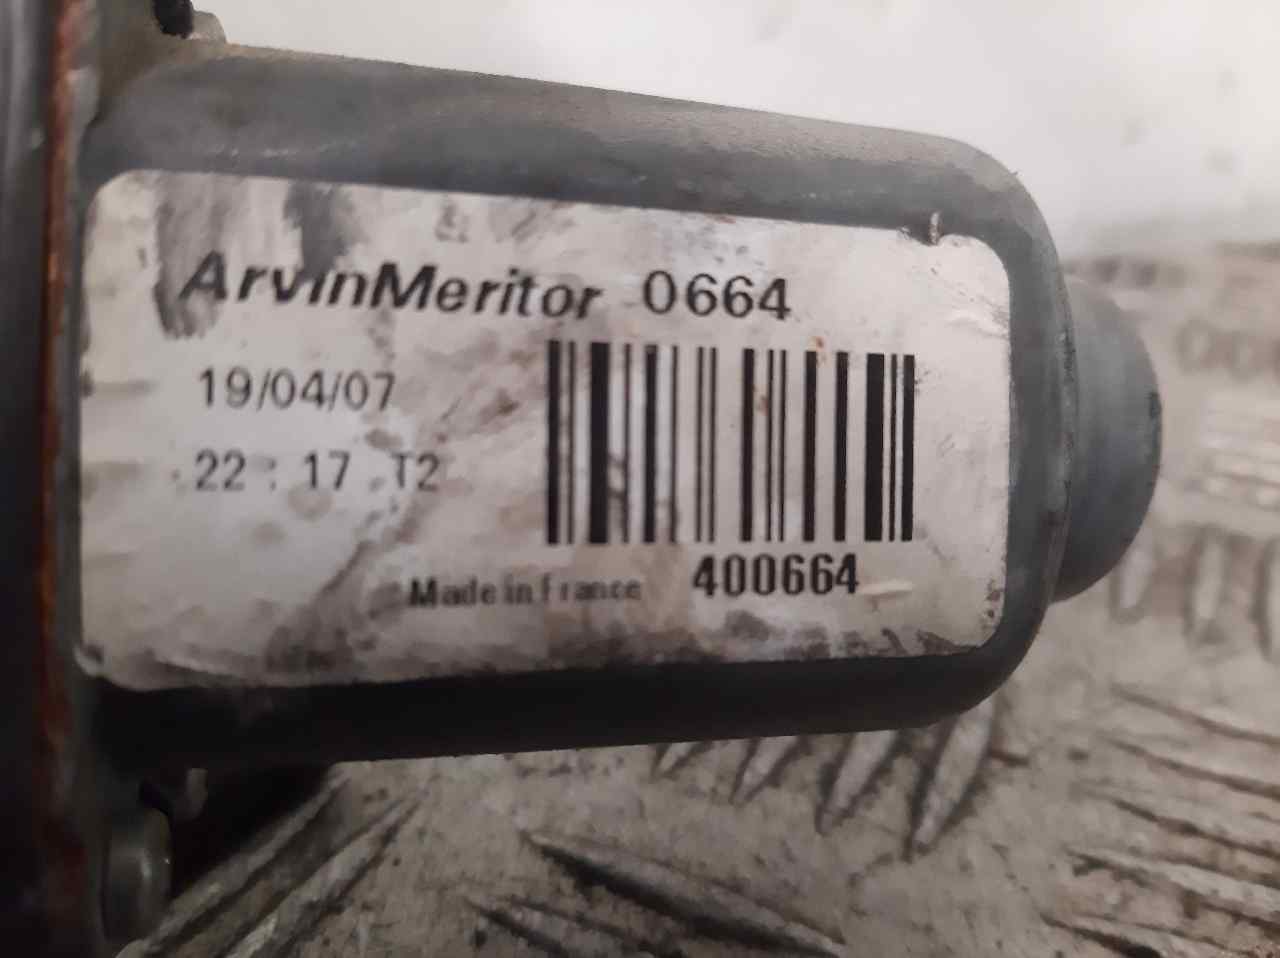 ArvinMeritor 0664
19/04/07
22 : 17 T2
Made in France 400664